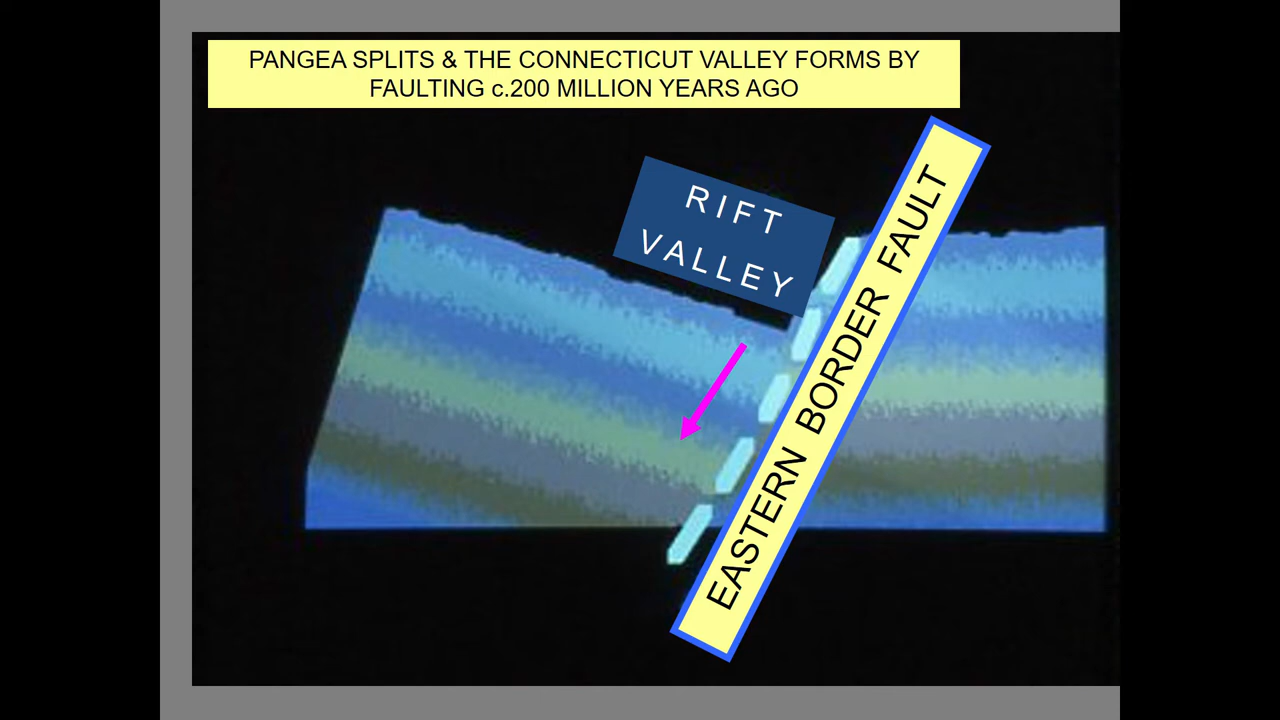 PANGEA SPLITS & THE CONNECTICUT VALLEY FORMS BY
FAULTING c.200 MILLION YEARS AGO
RIFT
VALLEY
EASTERN BORDER FAULT